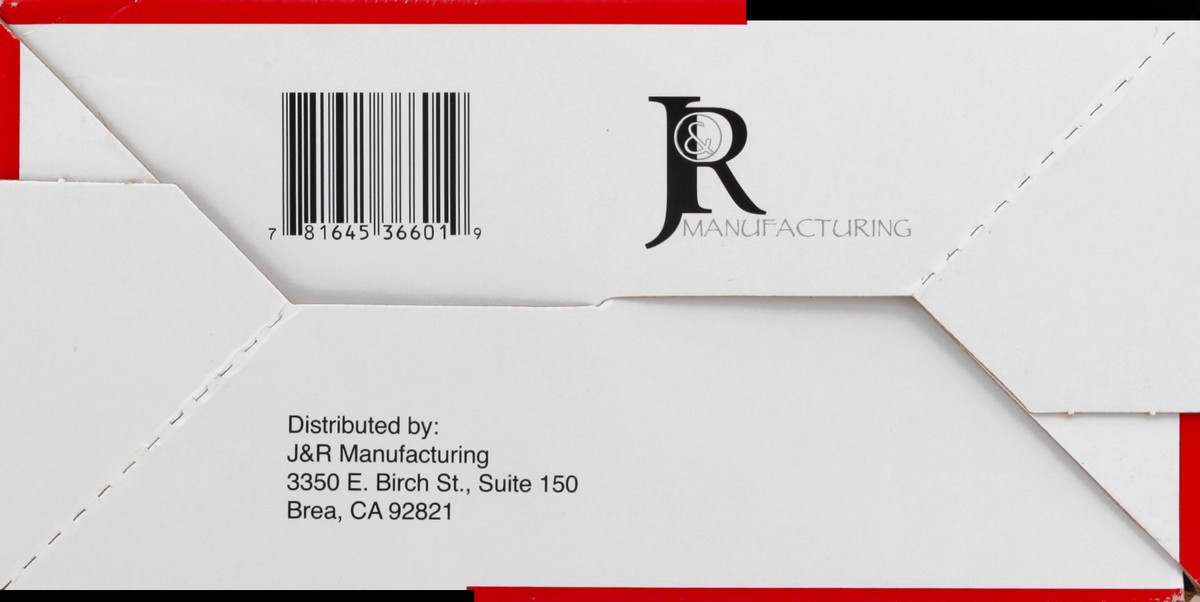 7 81645 36601 9
J&R
MANUFACTURING
Distributed by:
J&R Manufacturing
3350 E. Birch St., Suite 150
Brea, CA 92821